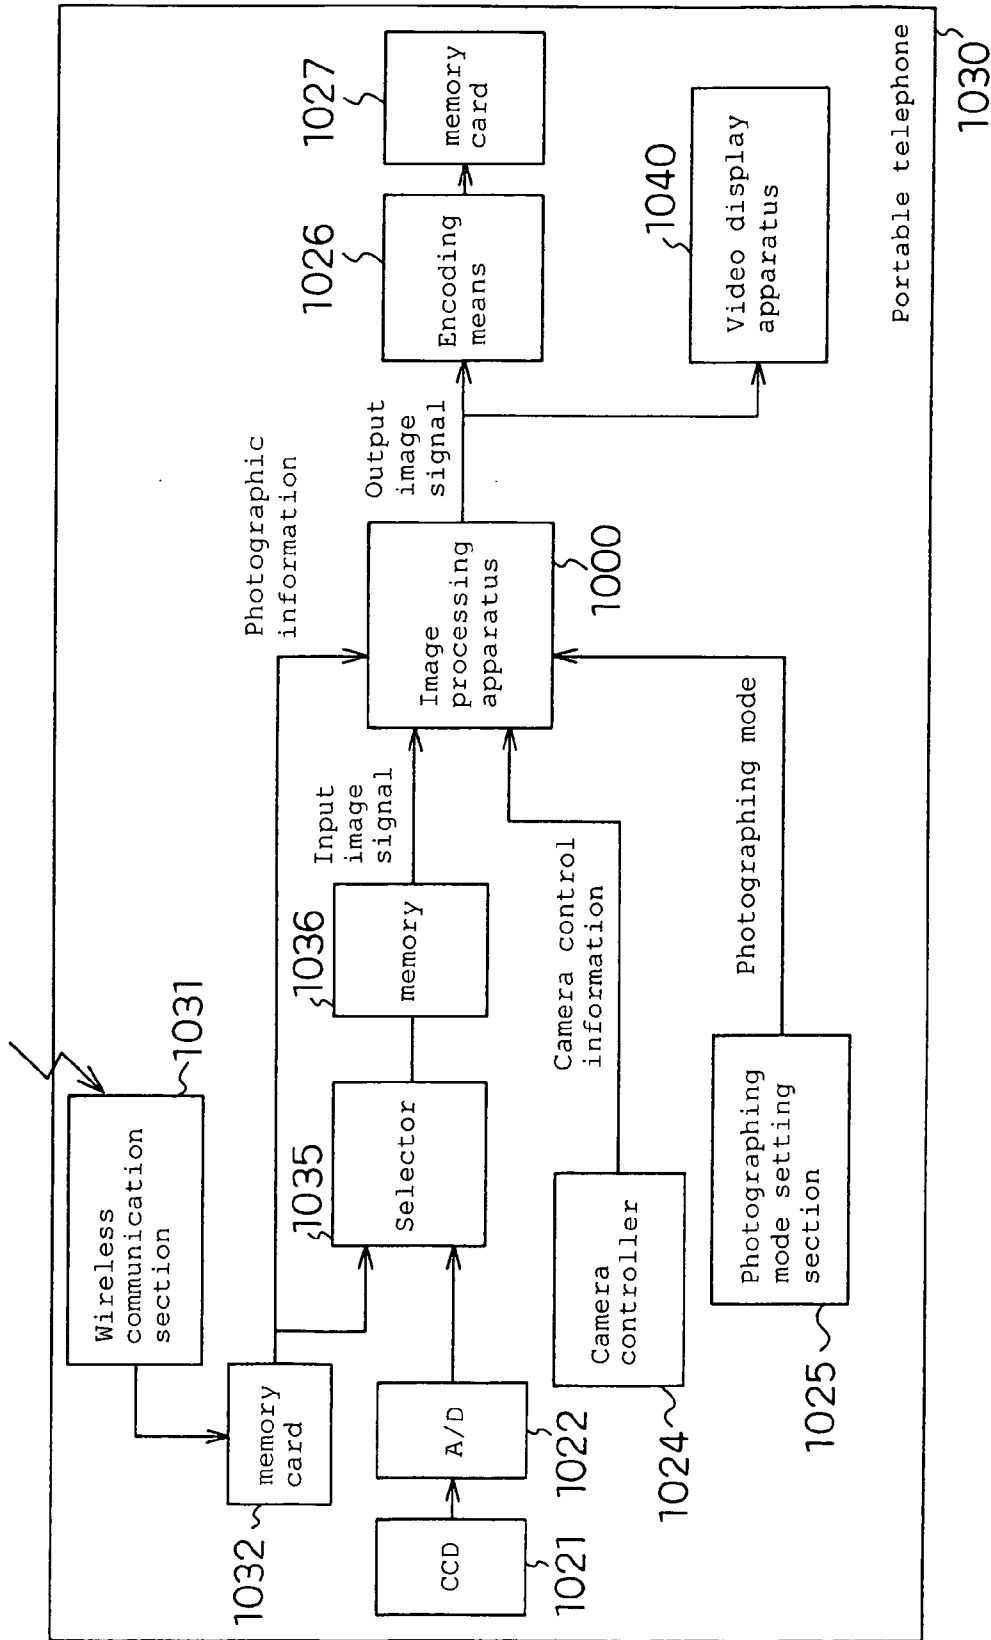 Wireless
communication
section
1031
memory
card
1032
CCD
1021
A/D
1022
Selector
1035
memory
1036
Input
image
signal
Photographic
information
Image
processing
apparatus
1000
Output
image
signal
Encoding
means
1026
memory
card
1027
Video display
apparatus
1040
Camera
controller
1024
Camera control
information
Photographing
mode setting
section
1025
Photographing mode
Portable telephone
1030